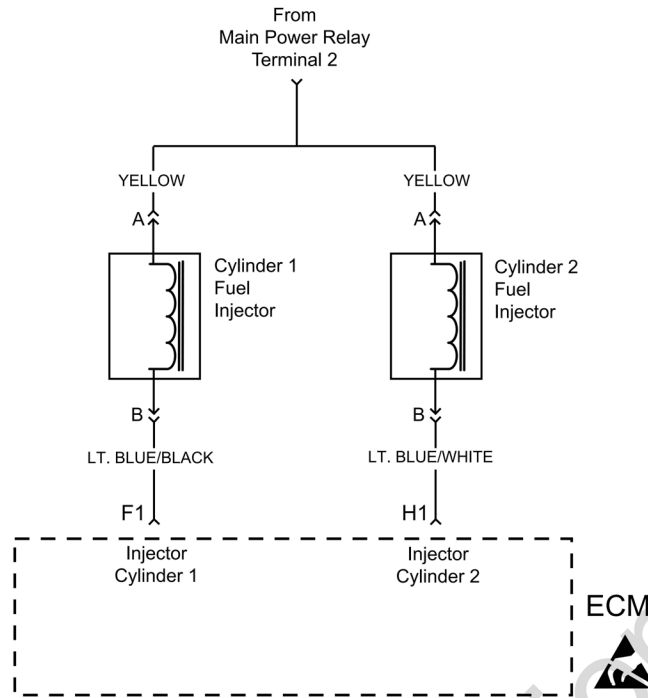 From
Main Power Relay
Terminal 2
YELLOW
YELLOW
A
A
Cylinder 1
Fuel
Injector
Cylinder 2
Fuel
Injector
B
B
LT. BLUE/BLACK
LT. BLUE/WHITE
F1
H1
Injector
Cylinder 1
Injector
Cylinder 2
ECM